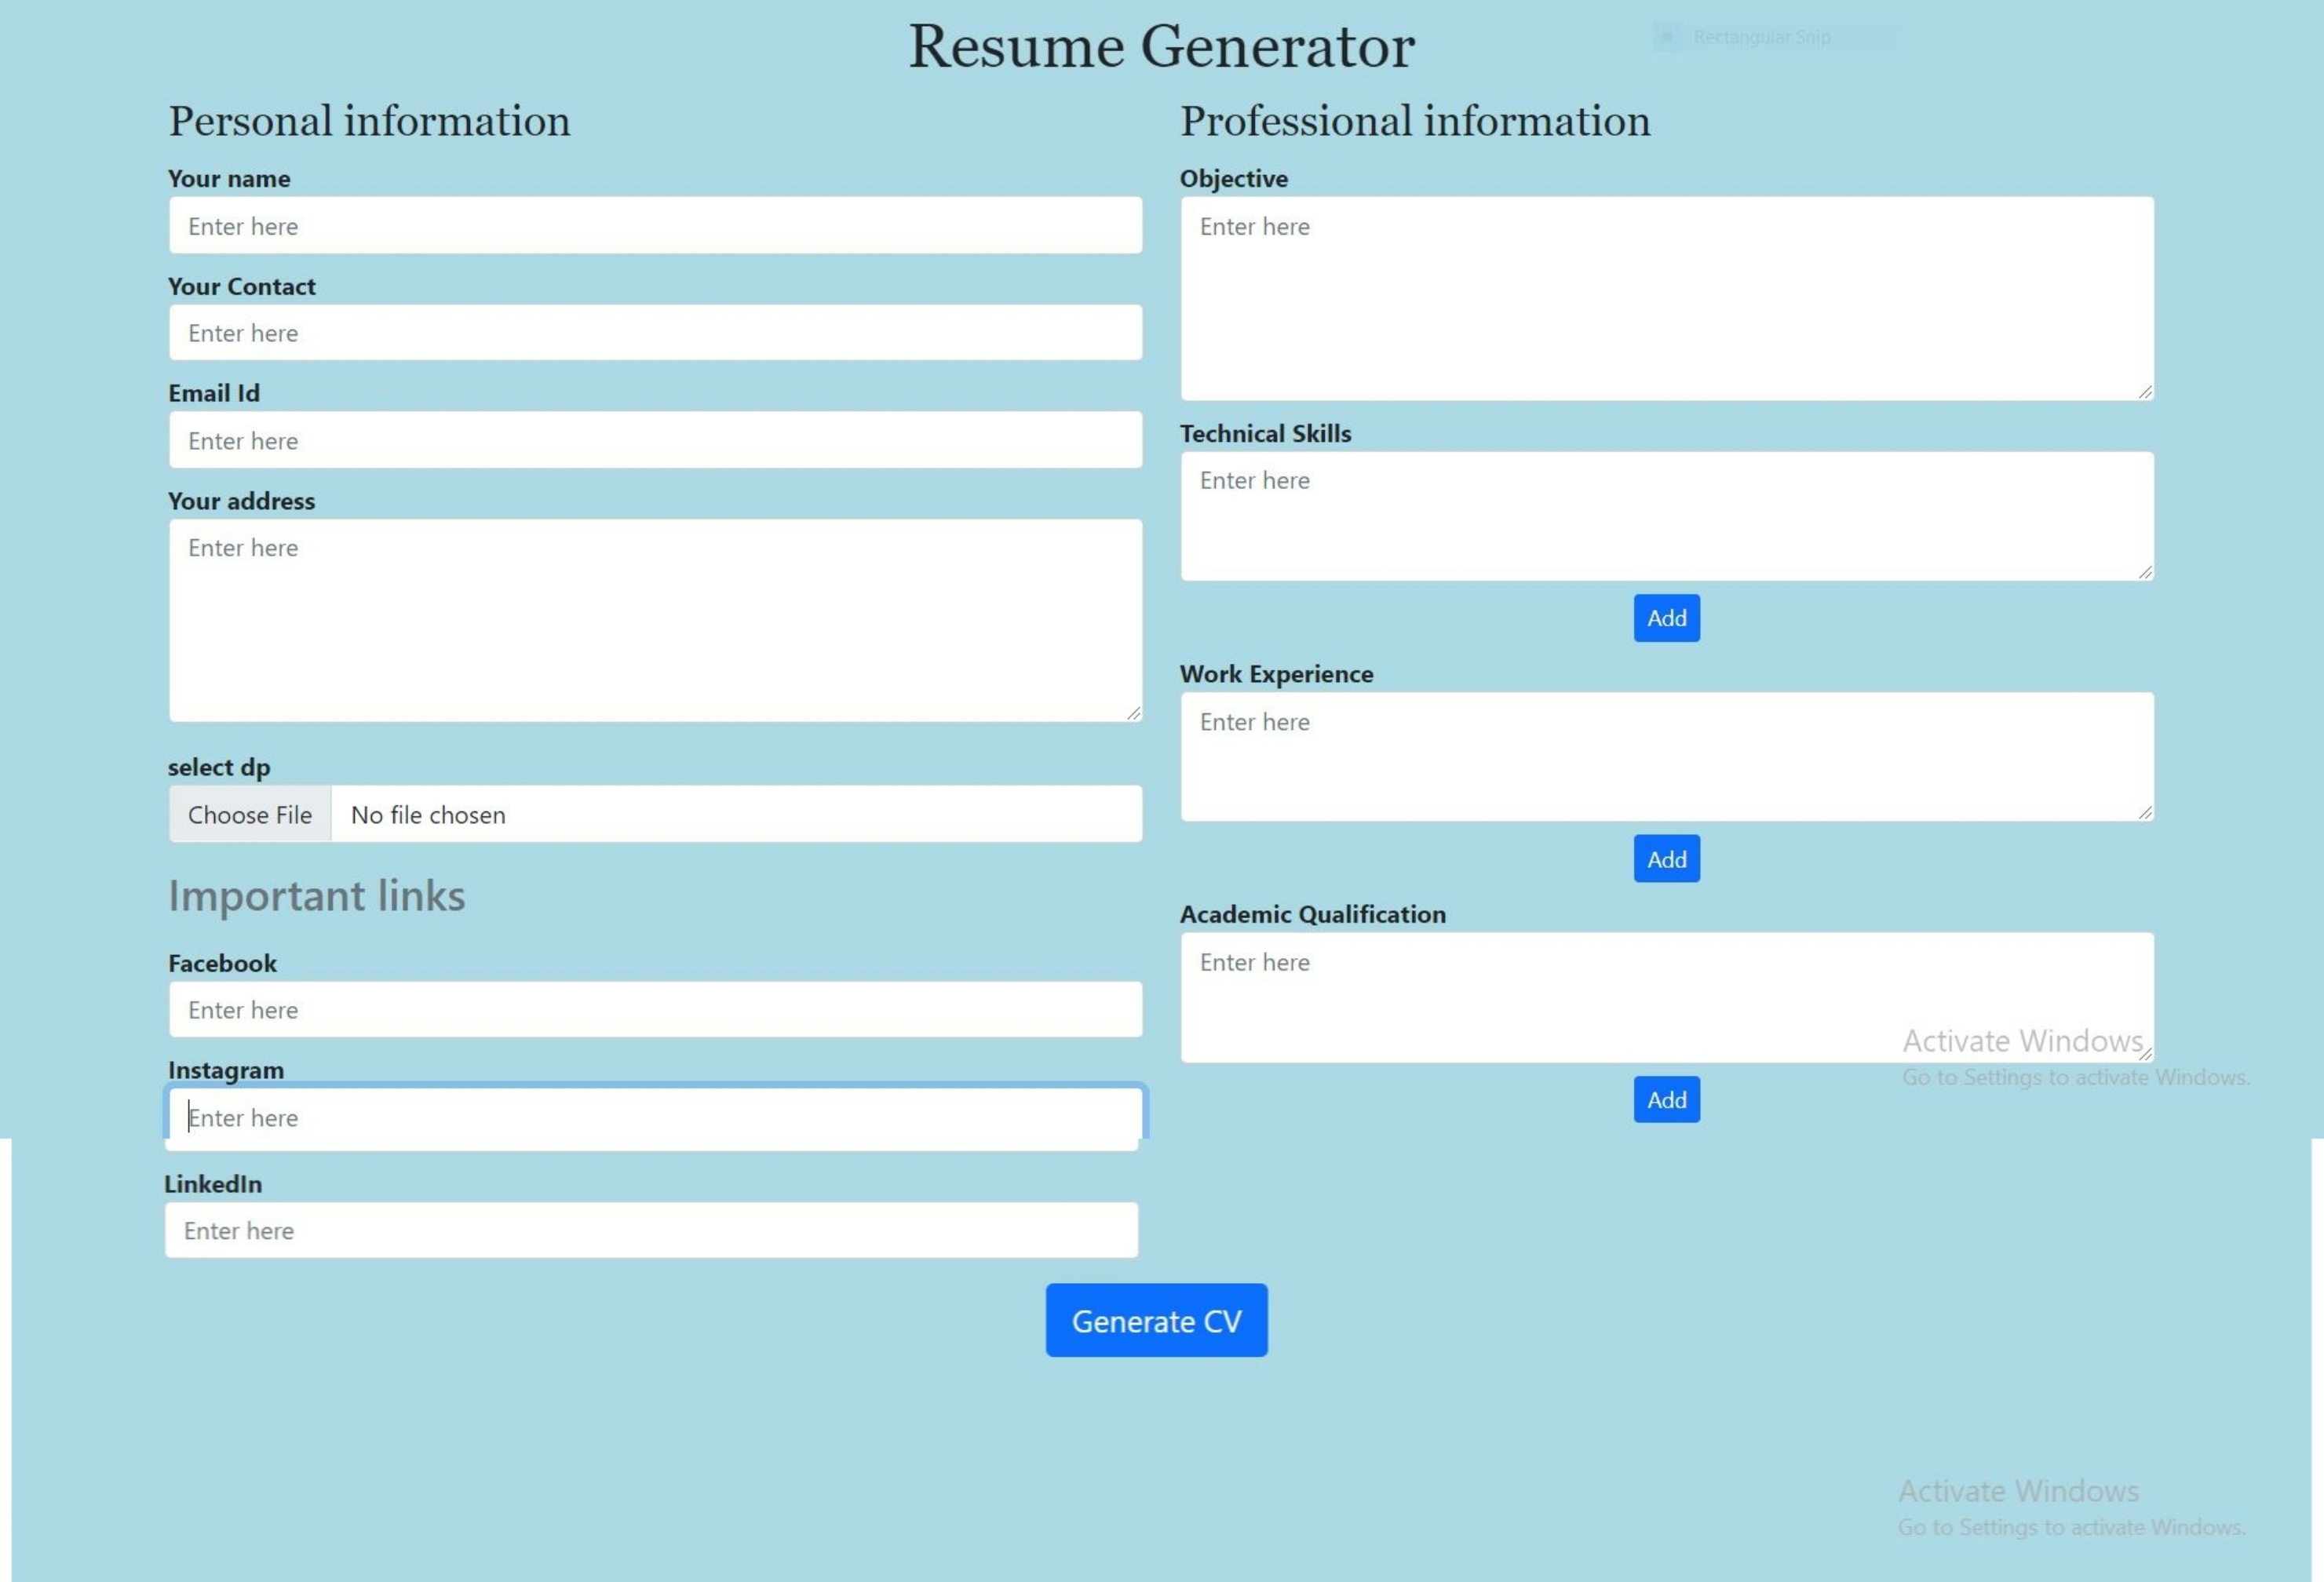 Resume Generator
Rectangular Snip
Personal information
Your name
Enter here
Your Contact
Enter here
Email Id
Enter here
Your address
Enter here
select dp
Choose File No file chosen
Important links
Facebook
Enter here
Instagram
Enter here
LinkedIn
Enter here
Professional information
Objective
Enter here
Technical Skills
Enter here
Add
Work Experience
Enter here
Add
Academic Qualification
Enter here
Activate Windows
Go to Settings to activate Windows.
Add
Generate CV
Activate Windows
Go to Settings to activate Windows.